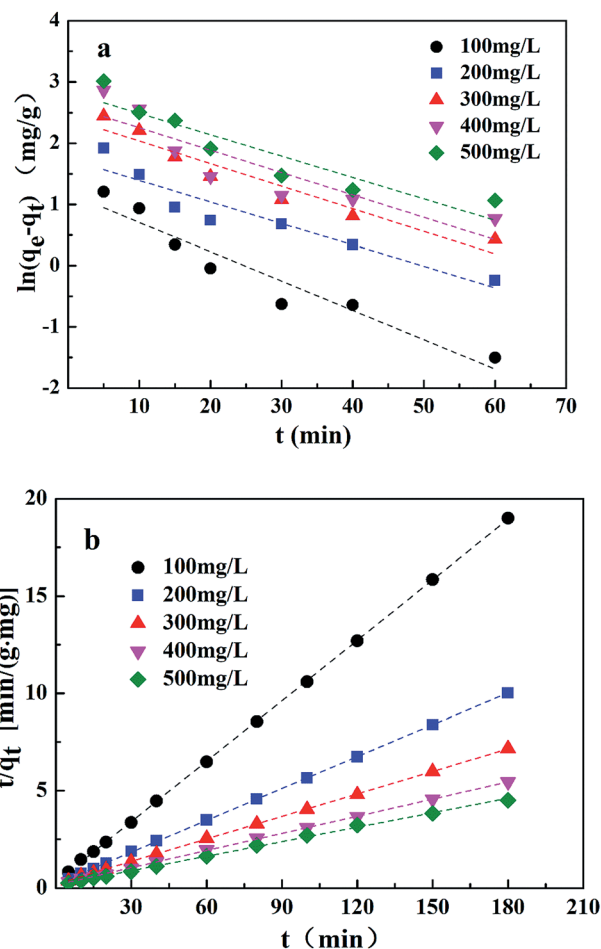 a
100mg/L
200mg/L
300mg/L
400mg/L
500mg/L
ln(qe-qt) （mg/g）
4
3
2
1
0
-1
-2
10 20 30 40 50 60 70
t (min)
b
100mg/L
200mg/L
300mg/L
400mg/L
500mg/L
t/qt [min/(g·mg)]
20
15
10
5
0
30 60 90 120 150 180 210
t（min）